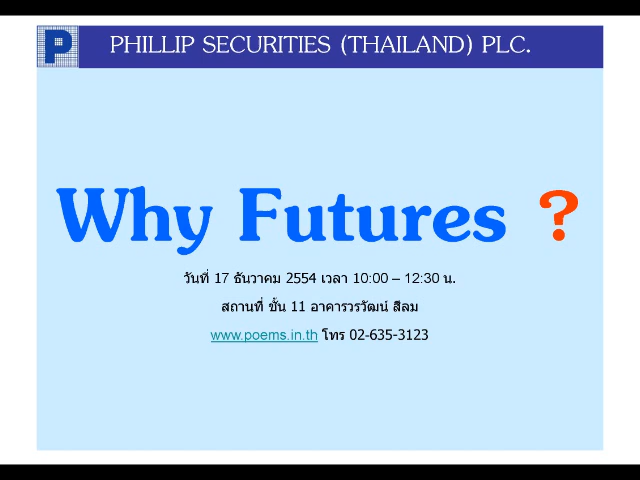 P PHILLIP SECURITIES (THAILAND) PLC.
Why Futures ?
วันที่ 17 ธันวาคม 2554 เวลา 10:00 – 12:30 น.
สถานที่ ชั้น 11 อาคารวรวัฒน์ สีลม
www.poems.in.th โทร 02-635-3123